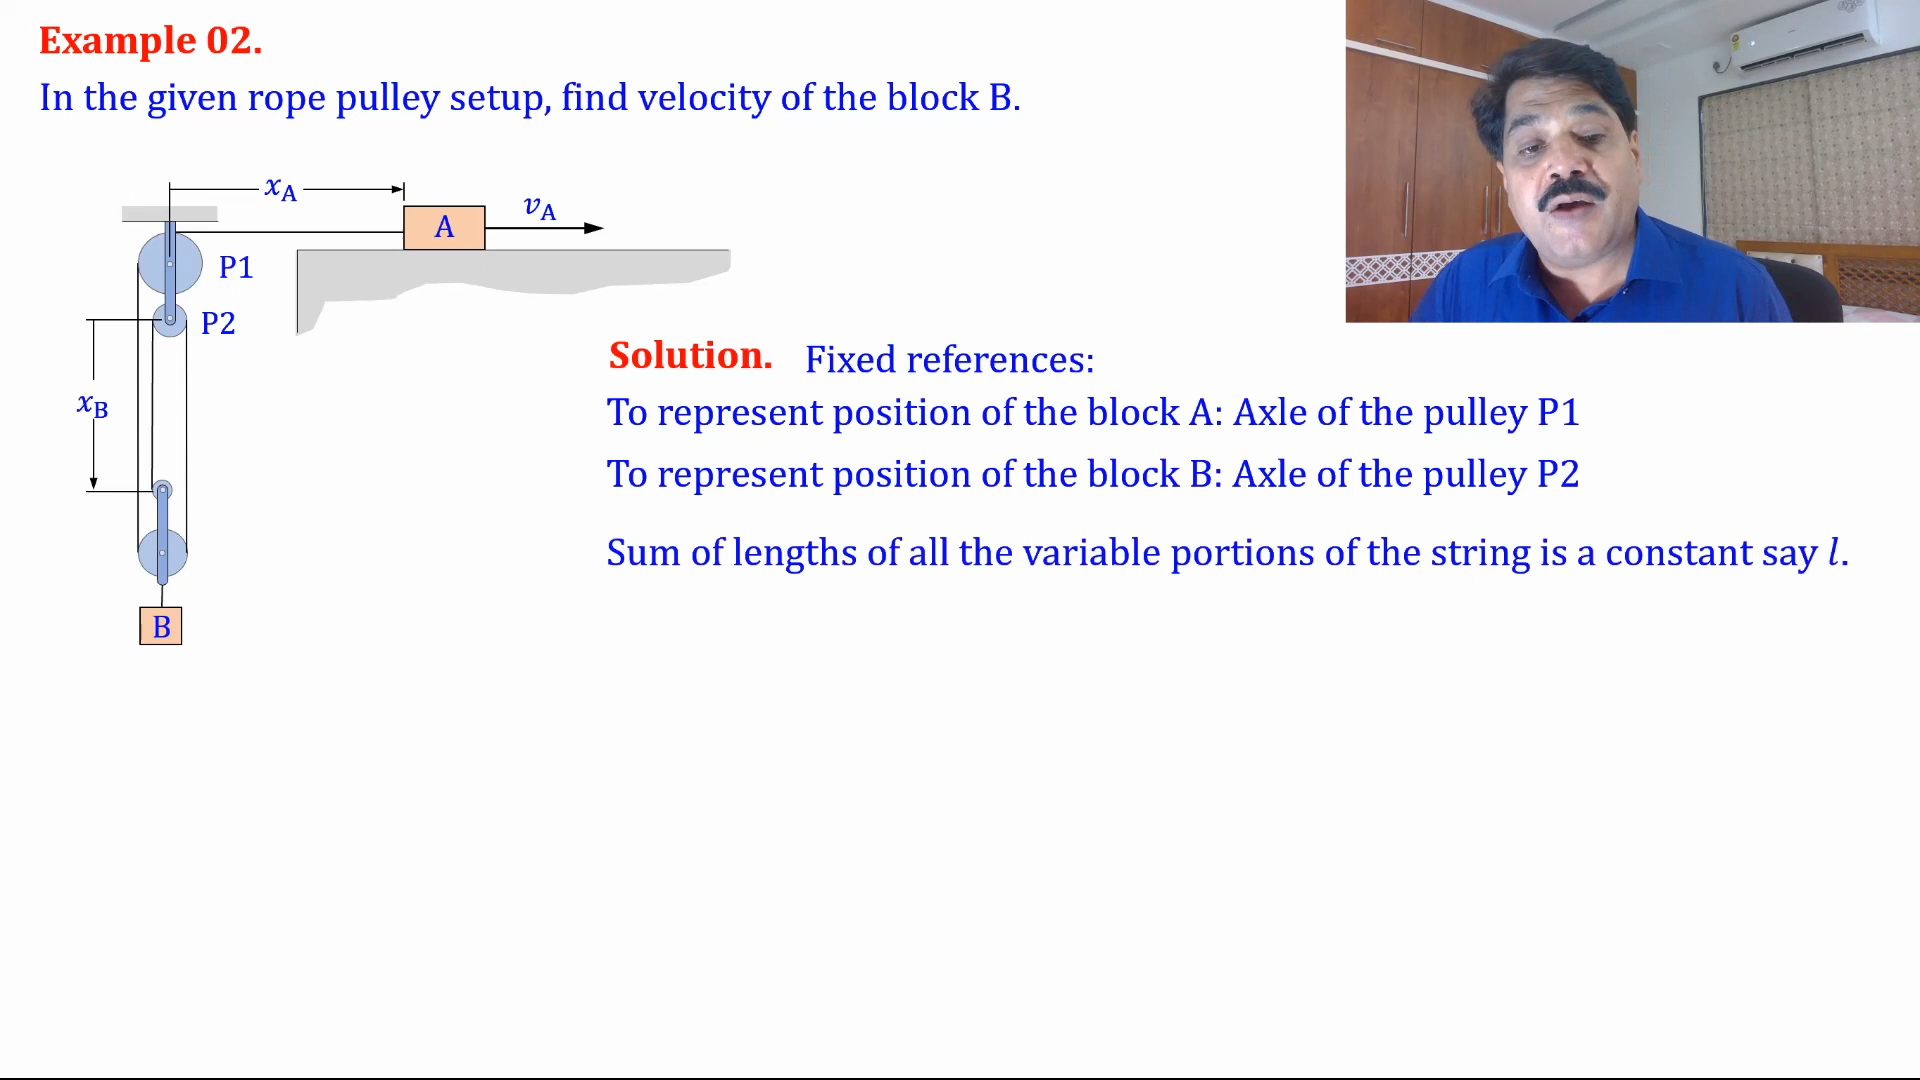 Example 02.
In the given rope pulley setup, find velocity of the block B.
xA
vA
A
P1
P2
xB
B
Solution. Fixed references:
To represent position of the block A: Axle of the pulley P1
To represent position of the block B: Axle of the pulley P2
Sum of lengths of all the variable portions of the string is a constant say l.